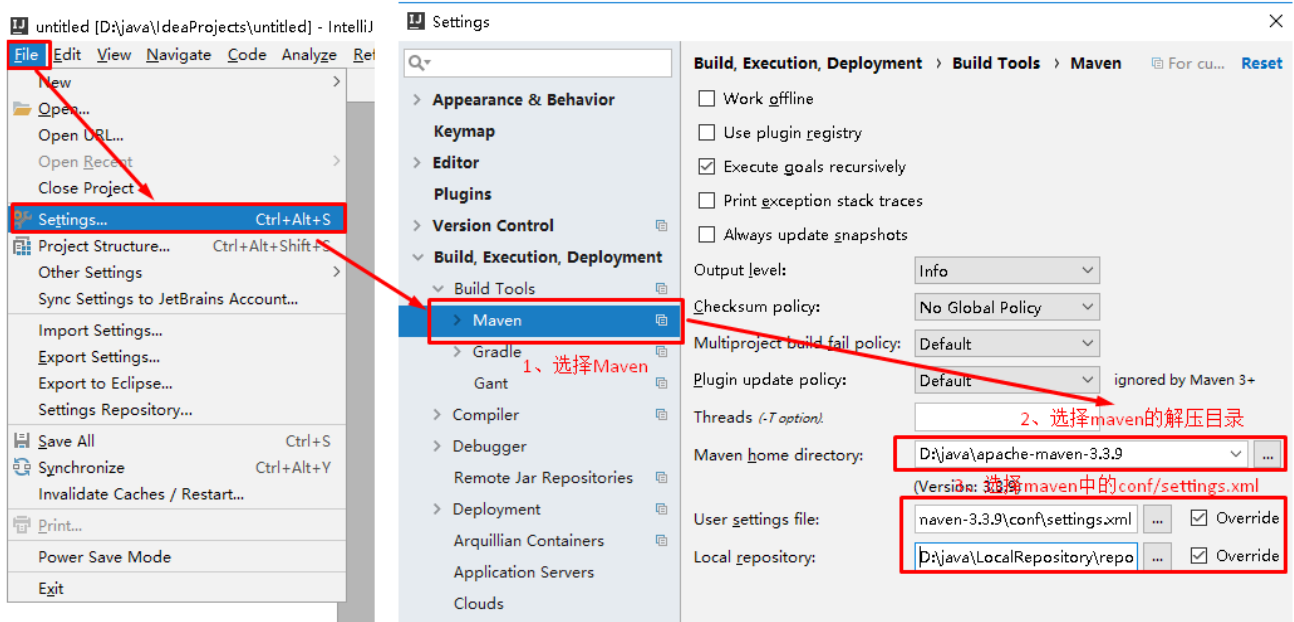 untitled [D:\java\IdeaProjects\untitled] - IntelliJ
File Edit View Navigate Code Analyze Ref
New
Open...
Open URL...
Open Recent
Close Project
Settings... Ctrl+Alt+S
Project Structure... Ctrl+Alt+Shift+S
Other Settings
Sync Settings to JetBrains Account...
Import Settings...
Export Settings...
Export to Eclipse...
Settings Repository...
Save All Ctrl+S
Synchronize Ctrl+Alt+Y
Invalidate Caches / Restart...
Print...
Power Save Mode
Exit
Settings
Appearance & Behavior
Keymap
Editor
Plugins
Version Control
Build, Execution, Deployment
Build Tools
Maven
Gradle
1、选择Maven
Gant
Compiler
Debugger
Remote Jar Repositories
Deployment
Arquillian Containers
Application Servers
Clouds
Build, Execution, Deployment › Build Tools › Maven For cu... Reset
Work offline
Use plugin registry
Execute goals recursively
Print exception stack traces
Always update snapshots
Output level: Info
Checksum policy: No Global Policy
Multiproject build fail policy: Default
Plugin update policy: Default ignored by Maven 3+
Threads (-T option).
2、选择maven的解压目录
Maven home directory: D:\java\apache-maven-3.3.9 ...
(Version: 3.3.9)
3、选择maven中的conf/settings.xml
User settings file: naven-3.3.9\conf\settings.xml ... Override
Local repository: D:\java\LocalRepository\repo ... Override